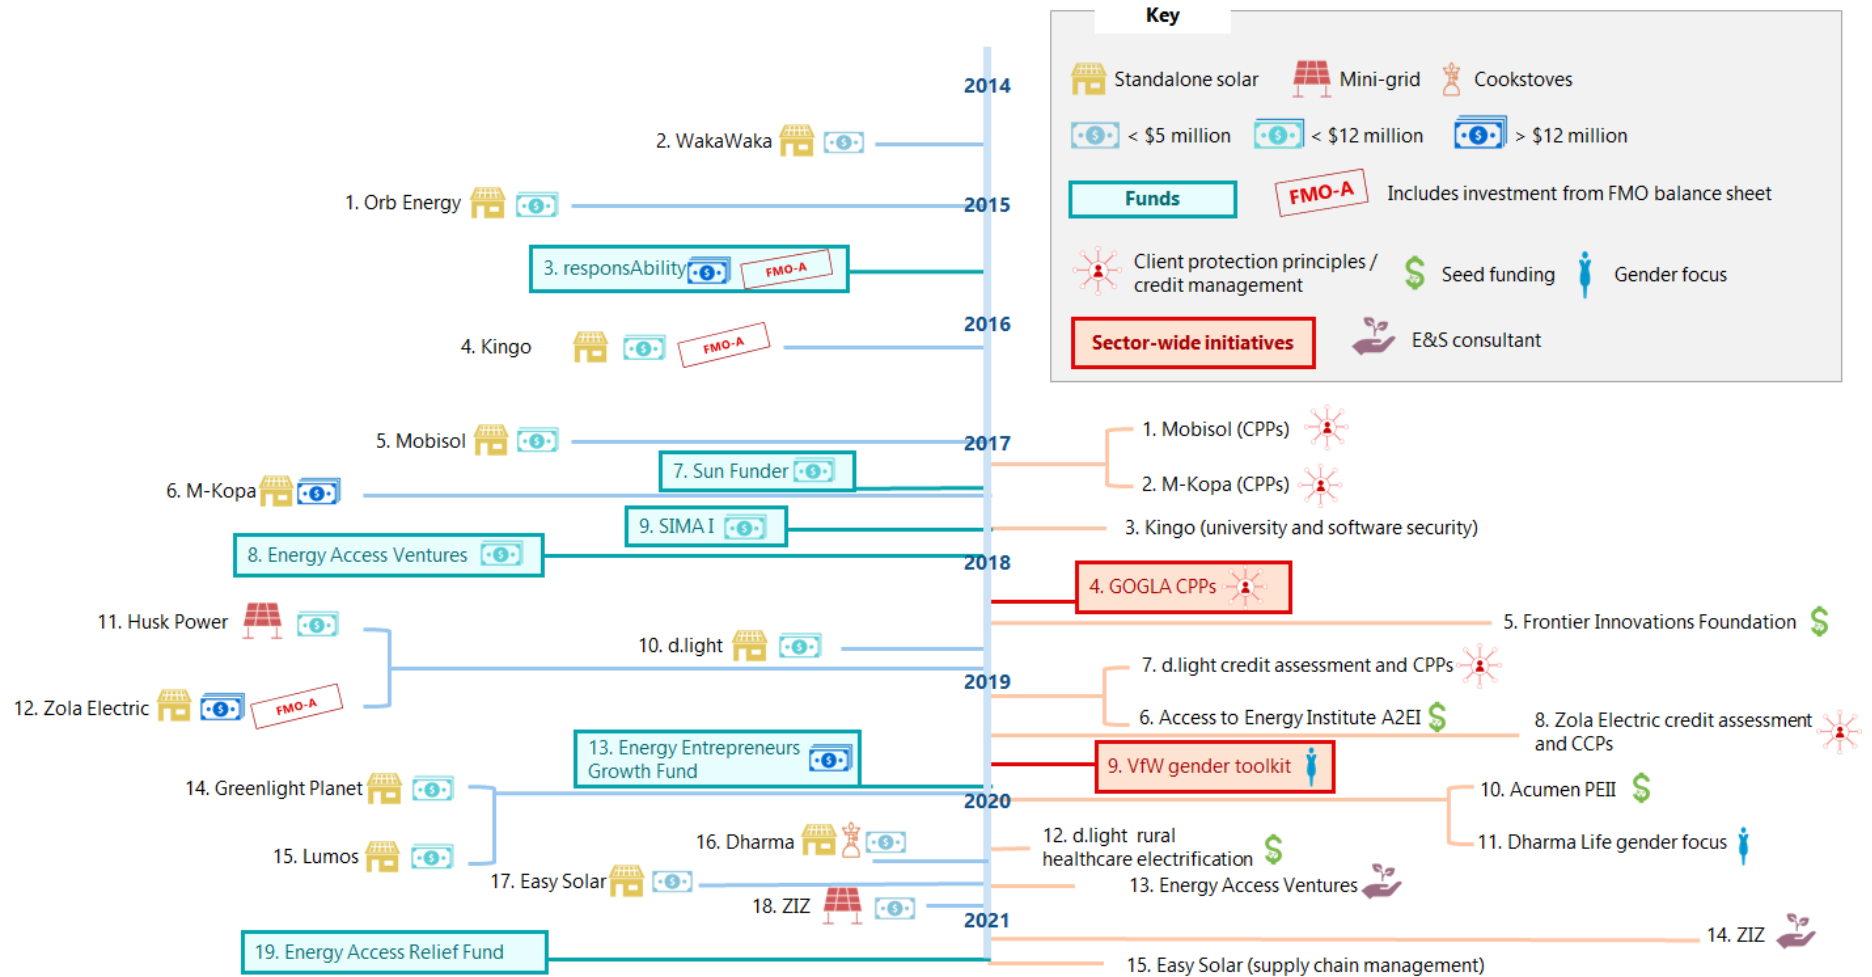 Key
Standalone solar
Mini-grid
Cookstoves
< $5 million
< $12 million
> $12 million
Funds
FMO-A
Includes investment from FMO balance sheet
Client protection principles /
credit management
Seed funding
Gender focus
Sector-wide initiatives
E&S consultant
2014
2. WakaWaka
1. Orb Energy
2015
3. responsAbility
FMO-A
2016
4. Kingo
FMO-A
5. Mobisol
2017
7. Sun Funder
6. M-Kopa
9. SIMA I
8. Energy Access Ventures
2018
11. Husk Power
10. d.light
2019
12. Zola Electric
FMO-A
13. Energy Entrepreneurs
Growth Fund
14. Greenlight Planet
2020
16. Dharma
15. Lumos
17. Easy Solar
18. ZIZ
2021
19. Energy Access Relief Fund
1. Mobisol (CPPs)
2. M-Kopa (CPPs)
3. Kingo (university and software security)
4. GOGLA CPPs
5. Frontier Innovations Foundation
7. d.light credit assessment and CPPs
6. Access to Energy Institute A2EI
8. Zola Electric credit assessment
and CCPs
9. VfW gender toolkit
10. Acumen PEII
11. Dharma Life gender focus
12. d.light rural
healthcare electrification
13. Energy Access Ventures
14. ZIZ
15. Easy Solar (supply chain management)